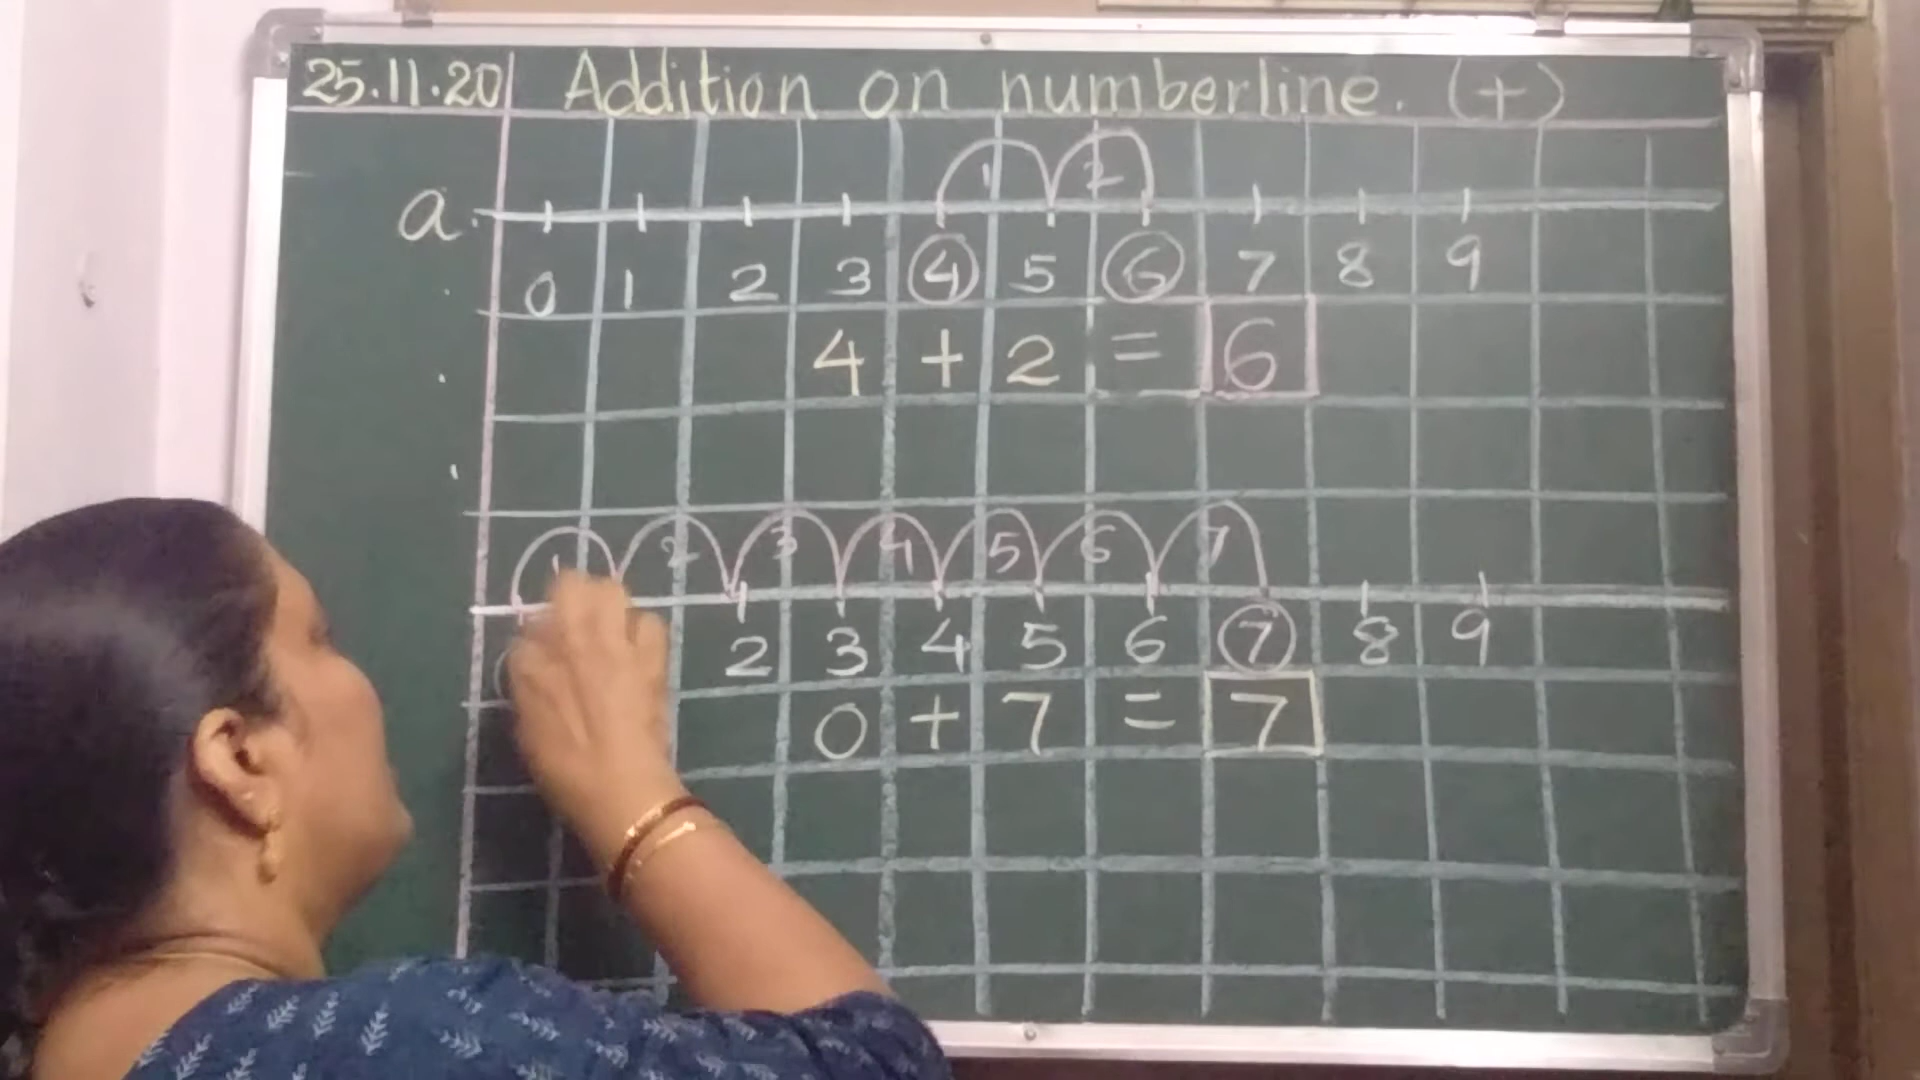 25.11.20 Addition on numberline. (+)
1 2
a.
0 1 2 3 4 5 6 7 8 9
4 + 2 = 6
1 2 3 4 5 6 7
2 3 4 5 6 7 8 9
0 + 7 = 7